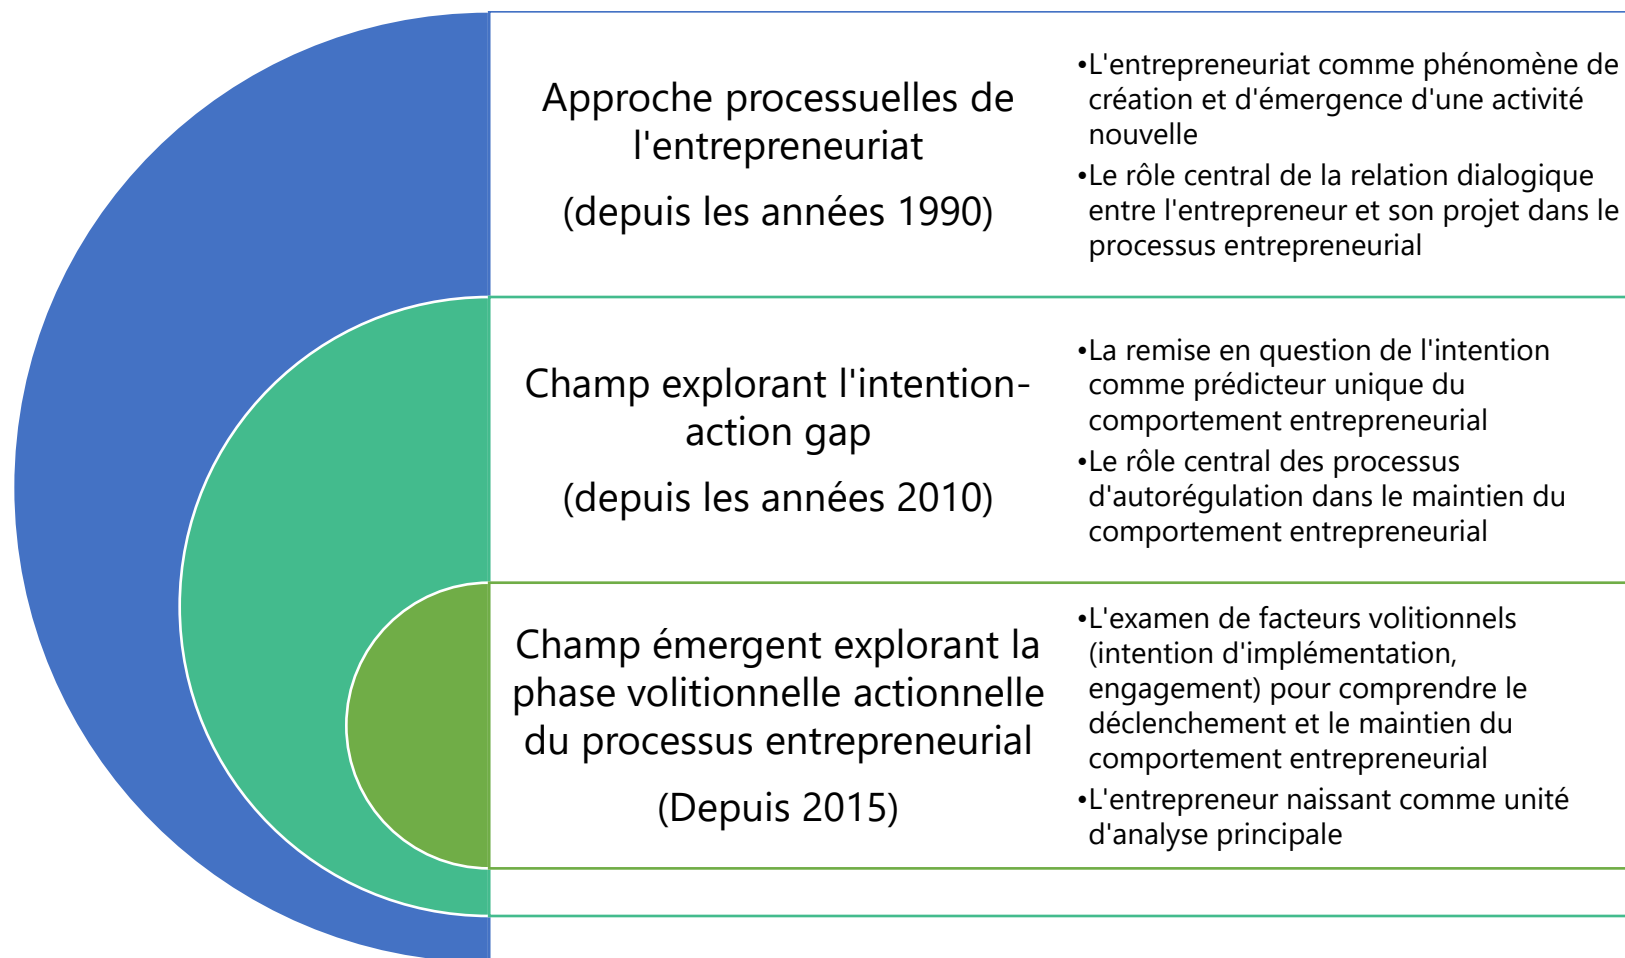 Approche processuelles de
l'entrepreneuriat
(depuis les années 1990)
•L'entrepreneuriat comme phénomène de
création et d'émergence d'une activité
nouvelle
•Le rôle central de la relation dialogique
entre l'entrepreneur et son projet dans le
processus entrepreneurial
Champ explorant l'intention-
action gap
(depuis les années 2010)
•La remise en question de l'intention
comme prédicteur unique du
comportement entrepreneurial
•Le rôle central des processus
d'autorégulation dans le maintien du
comportement entrepreneurial
Champ émergent explorant la
phase volitionnelle actionnelle
du processus entrepreneurial
(Depuis 2015)
•L'examen de facteurs volitionnels
(intention d'implémentation,
engagement) pour comprendre le
déclenchement et le maintien du
comportement entrepreneurial
•L'entrepreneur naissant comme unité
d'analyse principale